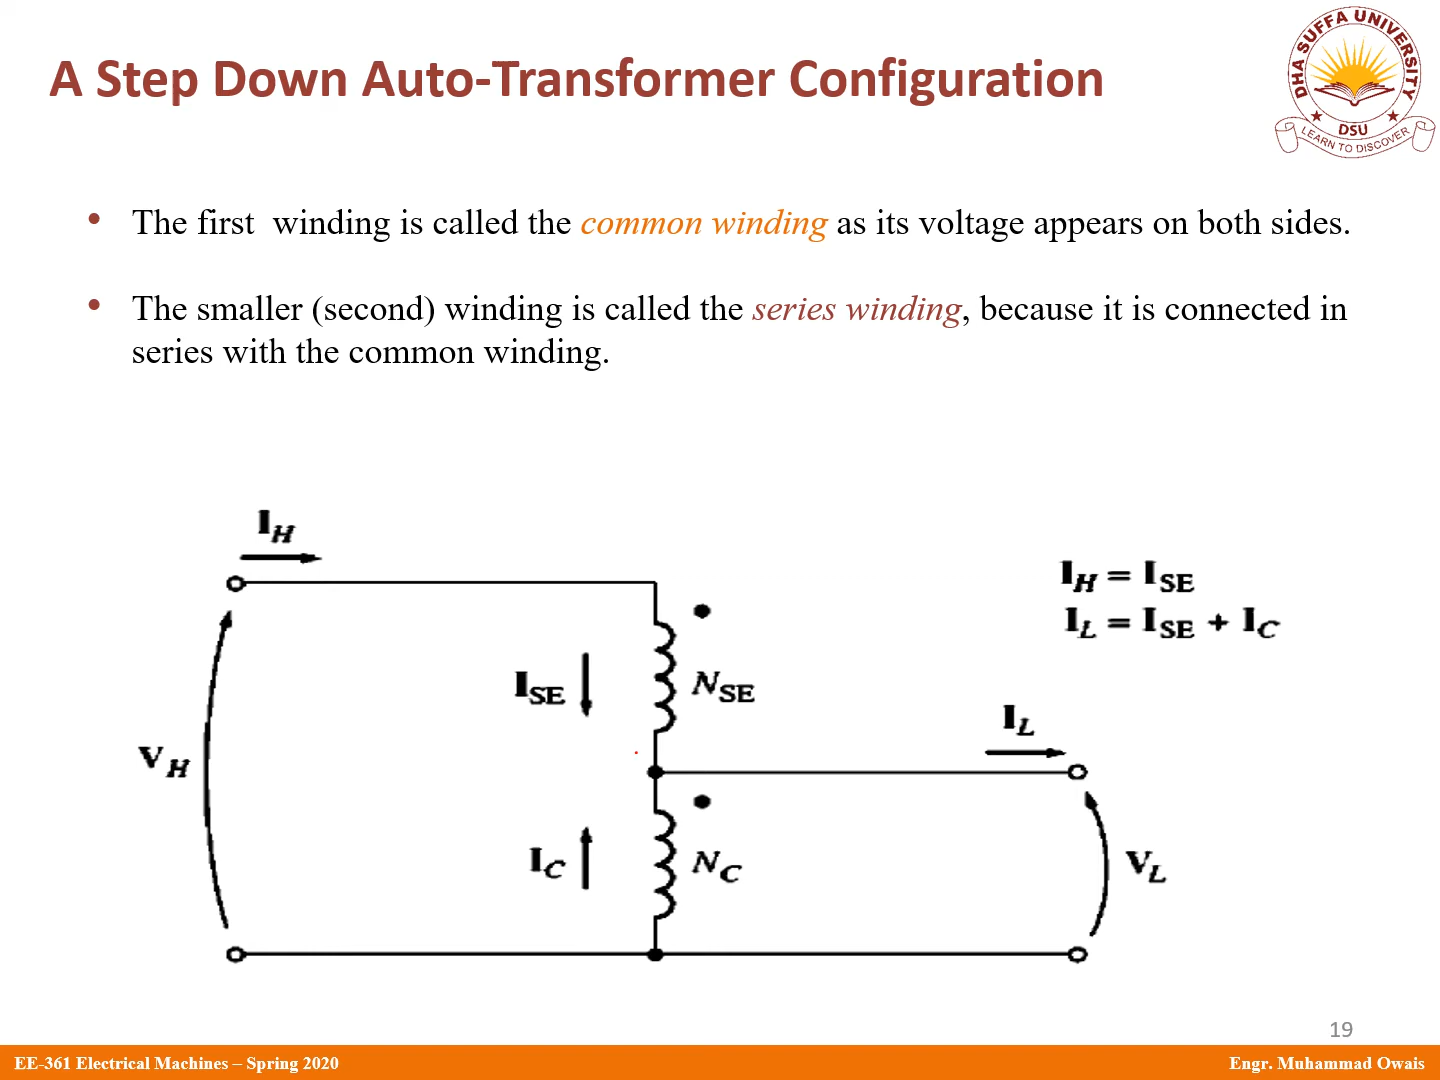 A Step Down Auto-Transformer Configuration
DHA SUFFA UNIVERSITY
DSU
LEARN TO DISCOVER
• The first winding is called the common winding as its voltage appears on both sides.
• The smaller (second) winding is called the series winding, because it is connected in
series with the common winding.
I_H
I_H = I_SE
I_L = I_SE + I_C
I_SE
N_SE
I_L
V_H
I_C
N_C
V_L
19
EE-361 Electrical Machines – Spring 2020
Engr. Muhammad Owais